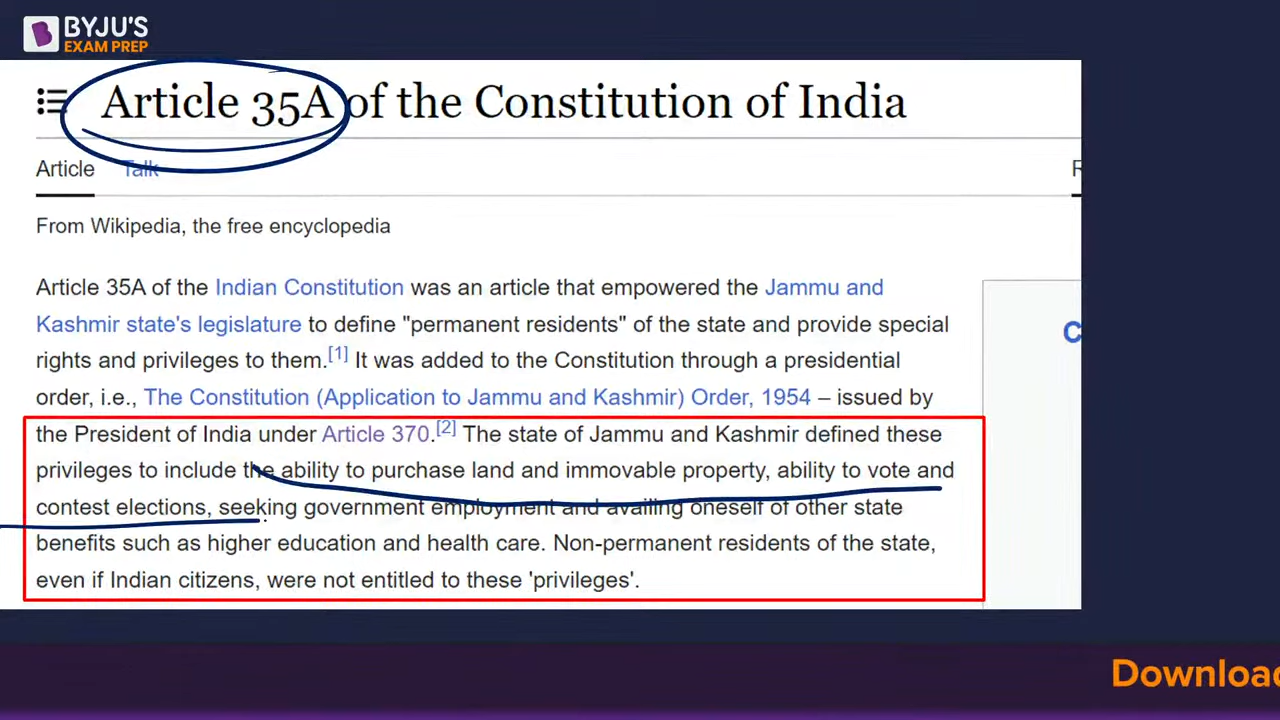 BYJU'S
EXAM PREP
Article 35A of the Constitution of India
Article Talk R
From Wikipedia, the free encyclopedia
Article 35A of the Indian Constitution was an article that empowered the Jammu and
Kashmir state's legislature to define "permanent residents" of the state and provide special
rights and privileges to them.[1] It was added to the Constitution through a presidential
order, i.e., The Constitution (Application to Jammu and Kashmir) Order, 1954 – issued by
the President of India under Article 370.[2] The state of Jammu and Kashmir defined these
privileges to include the ability to purchase land and immovable property, ability to vote and
contest elections, seeking government employment and availing oneself of other state
benefits such as higher education and health care. Non-permanent residents of the state,
even if Indian citizens, were not entitled to these 'privileges'.
C
Download